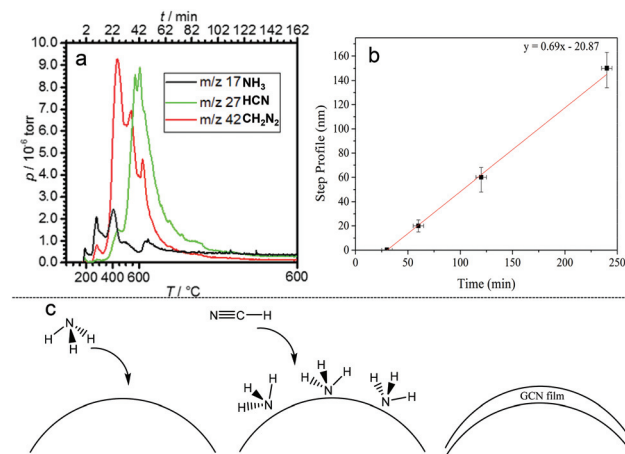 t / min
2 22 42 62 82 102 122 142 162
10.0
9.0
8.0
7.0
6.0
5.0
4.0
3.0
2.0
1.0
0.0
p / 10⁻⁶ torr
a
m/z 17 NH₃
m/z 27 HCN
m/z 42 CH₂N₂
200 400 600 600
T / °C
b
y = 0.69x - 20.87
160
140
120
100
80
60
40
20
0
Step Profile (nm)
0 50 100 150 200 250
Time (min)
c
N
H H
H
N≡C–H
H H H
H N H
H N H
H N H
GCN film